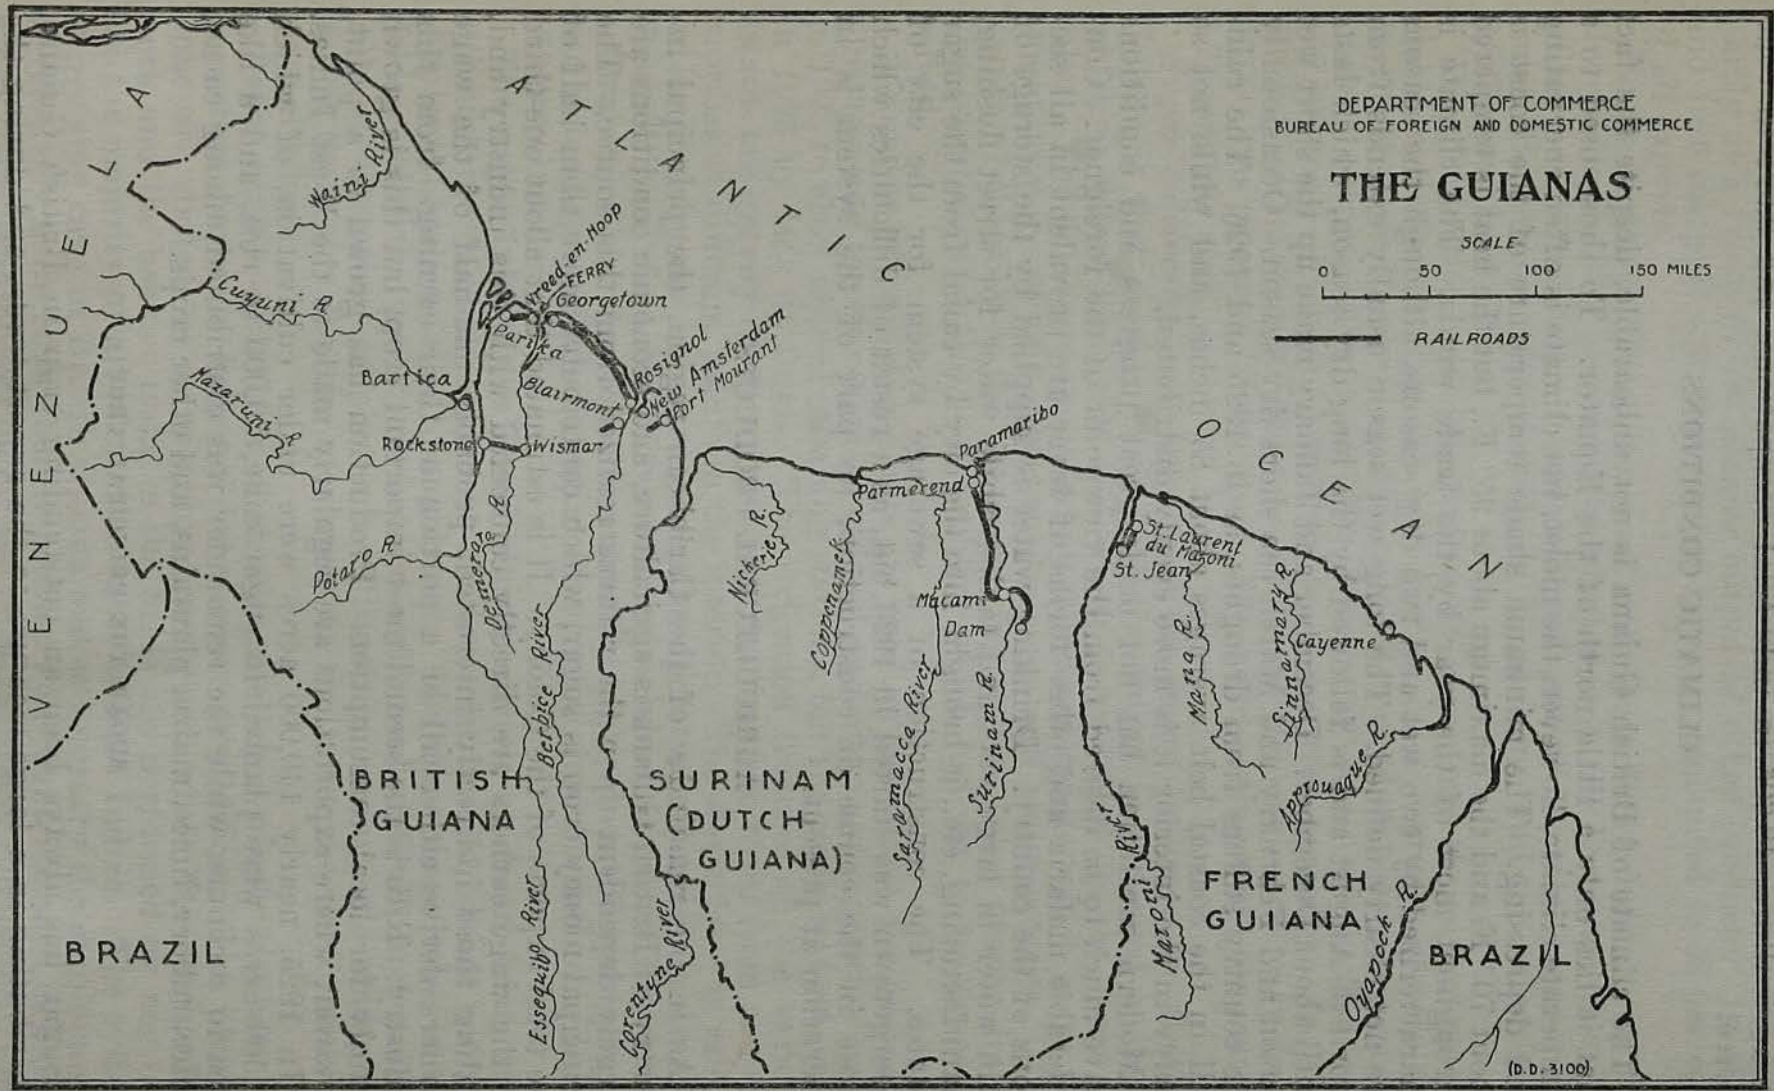 DEPARTMENT OF COMMERCE
BUREAU OF FOREIGN AND DOMESTIC COMMERCE
THE GUIANAS
SCALE
0 50 100 150 MILES
RAILROADS
ATLANTIC
OCEAN
VENEZUELA
Waini River
Cuyuni R.
Mazaruni R.
Potaro R.
Vreed-en-Hoop
FERRY
Georgetown
Parika
Bartica
Rosignol
New Amsterdam
Port Mourant
Blairmont
Rockstone
Wismar
Demerara R.
Berbice River
Essequibo River
Corentyne River
BRITISH
GUIANA
BRAZIL
Paramaribo
Parmerend
Nickerie R.
Coppenamek
Macami
Dam
Saramacca River
Surinam R.
SURINAM
(DUTCH
GUIANA)
St. Laurent
du Maroni
St. Jean
Mana R.
Sinnamary R.
Cayenne
Approuague R.
Maroni River
FRENCH
GUIANA
Oyapock R.
BRAZIL
(D.D. 3100)